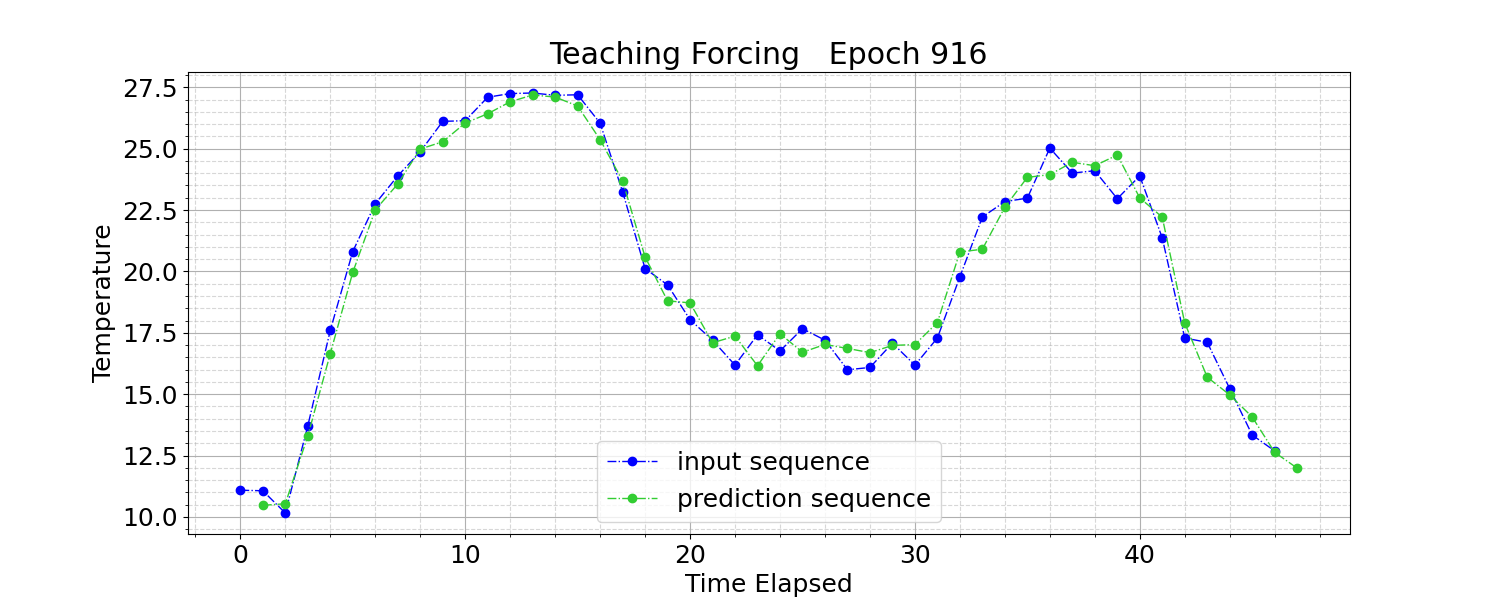 Teaching Forcing   Epoch 916
27.5
25.0
22.5
20.0
17.5
15.0
12.5
10.0
Temperature
input sequence
prediction sequence
0 10 20 30 40
Time Elapsed